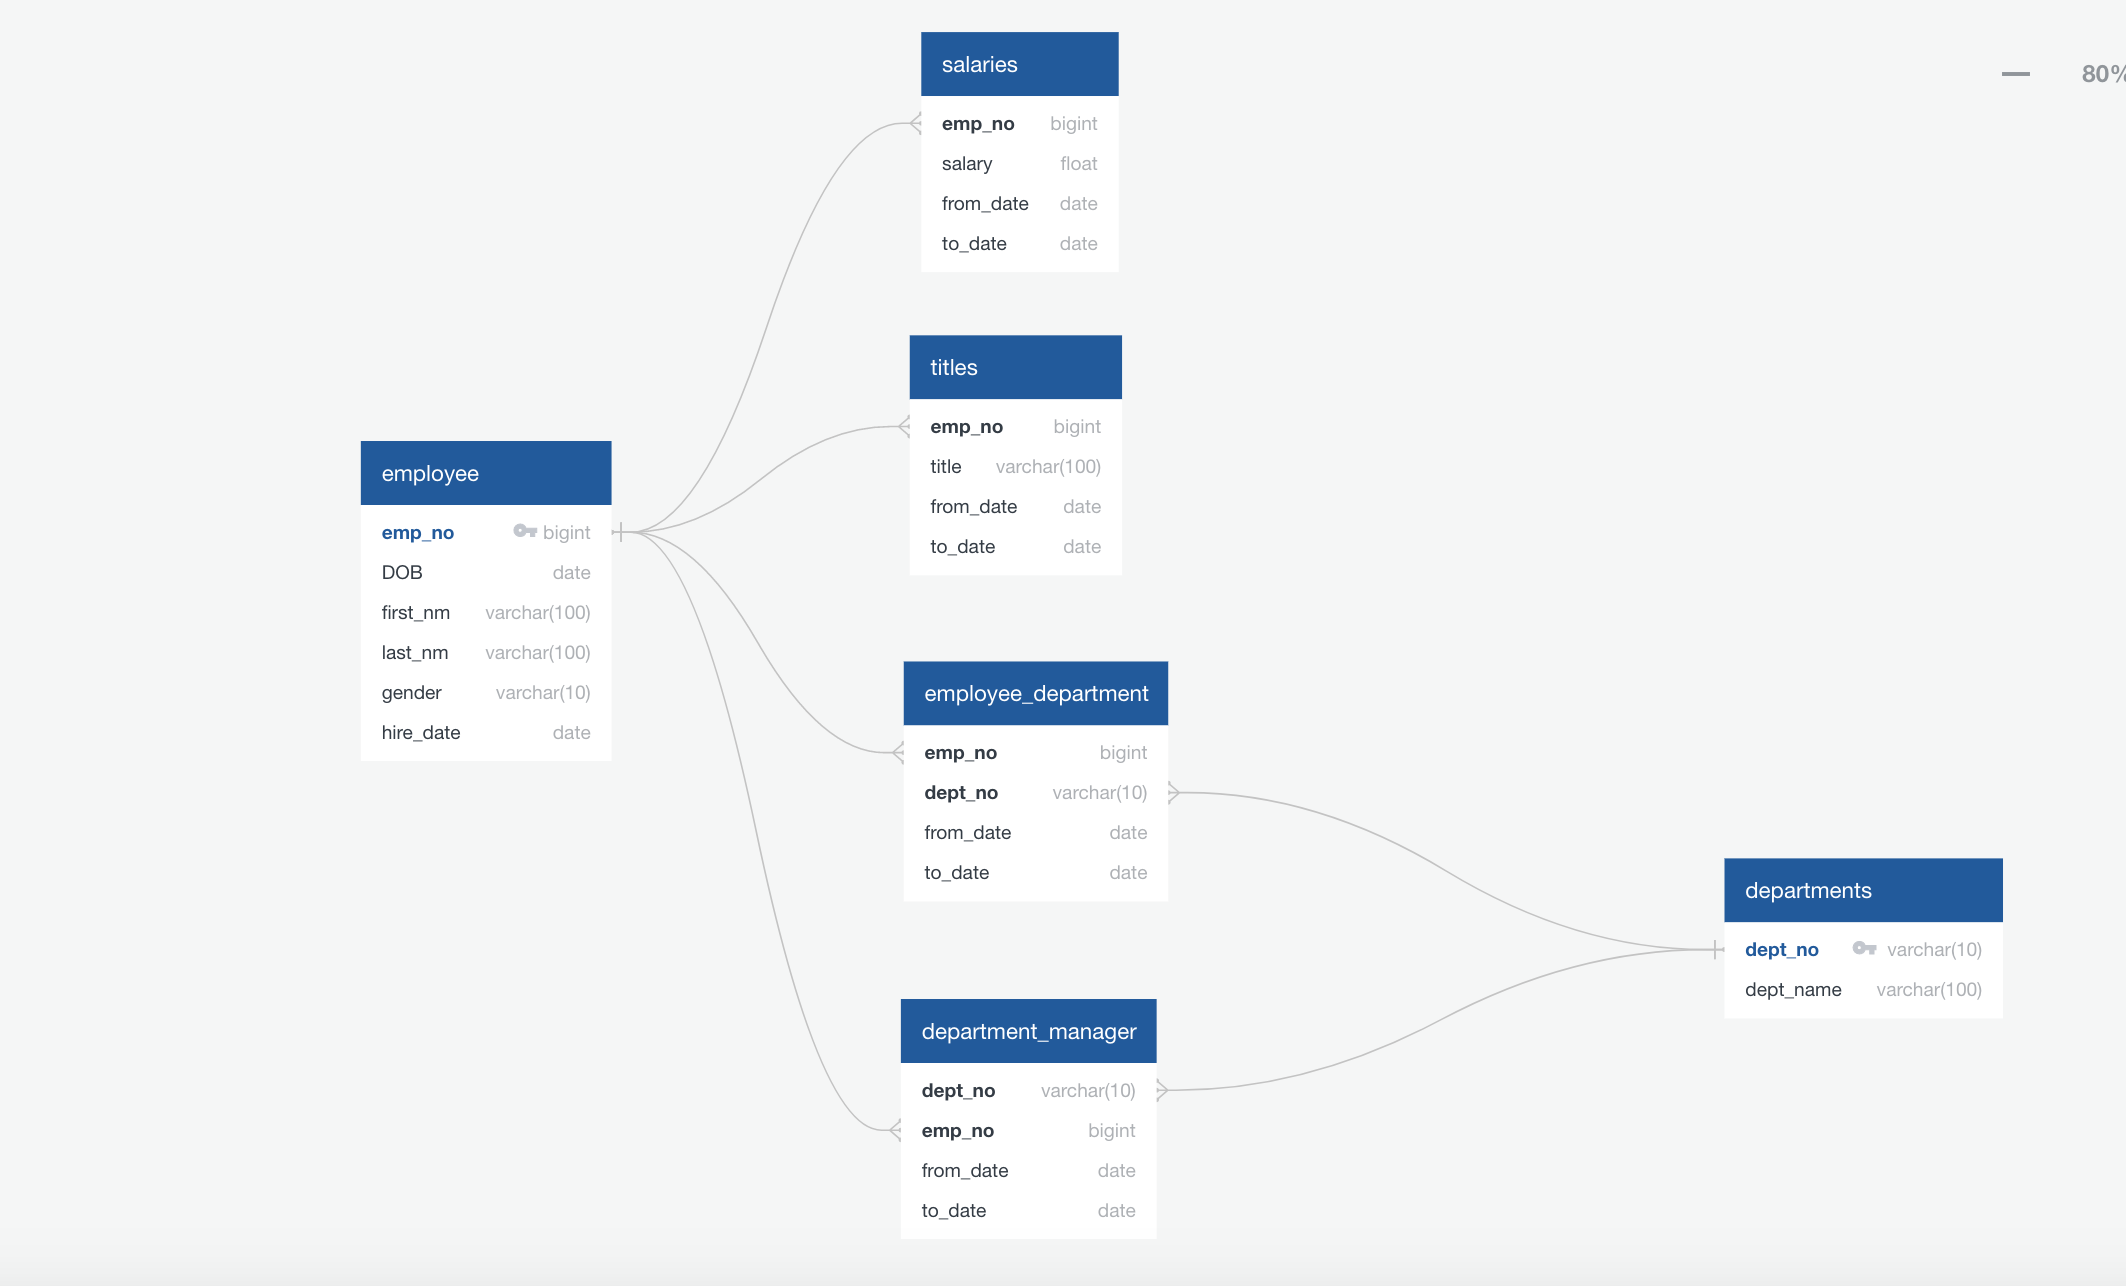 salaries
emp_no bigint
salary float
from_date date
to_date date
80%
titles
emp_no bigint
title varchar(100)
from_date date
to_date date
employee
emp_no bigint
DOB date
first_nm varchar(100)
last_nm varchar(100)
gender varchar(10)
hire_date date
employee_department
emp_no bigint
dept_no varchar(10)
from_date date
to_date date
departments
dept_no varchar(10)
dept_name varchar(100)
department_manager
dept_no varchar(10)
emp_no bigint
from_date date
to_date date